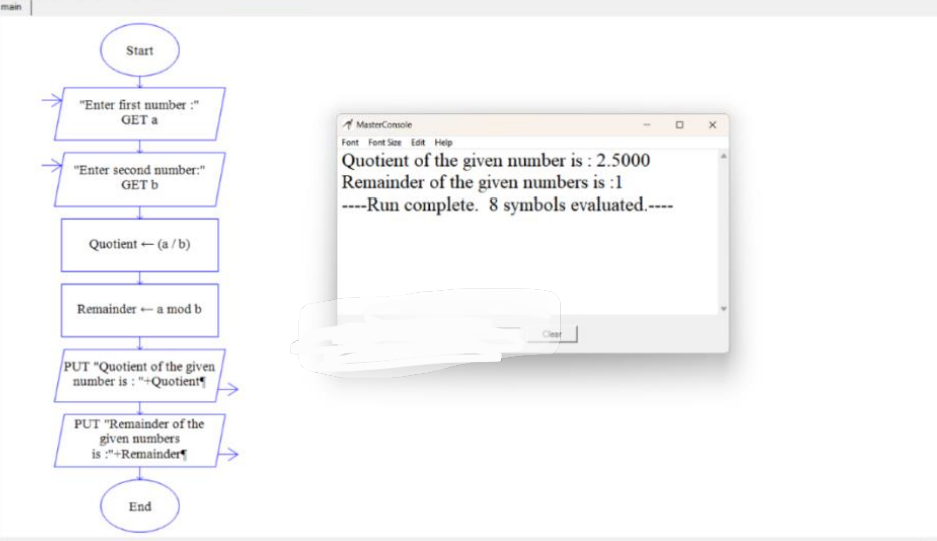 main
Start
"Enter first number :"
GET a
"Enter second number:"
GET b
Quotient ← (a / b)
Remainder ← a mod b
PUT "Quotient of the given
number is : "+Quotient¶
PUT "Remainder of the
given numbers
is :"+Remainder¶
End
MasterConsole
Font Font Size Edit Help
Quotient of the given number is : 2.5000
Remainder of the given numbers is :1
----Run complete.  8 symbols evaluated.----
Clear